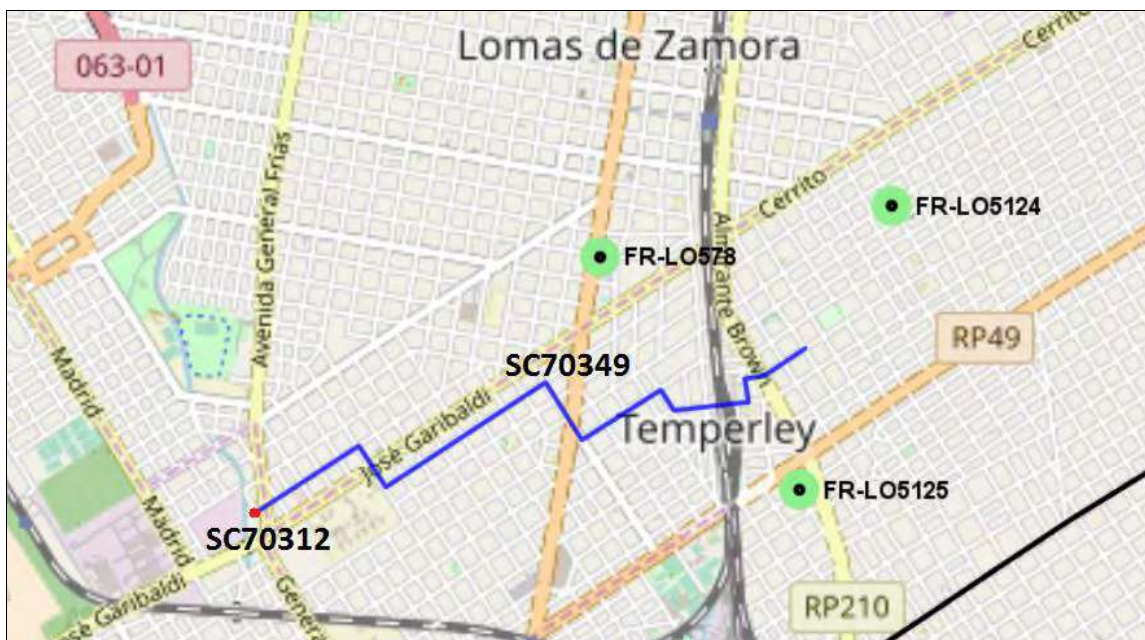 Lomas de Zamora
Cerrito
063-01
Avenida General Frías
Cerrito
FR-LO5124
FR-LO578
Almirante Brown
RP49
SC70349
Madrid
José Garibaldi
Temperley
FR-LO5125
Madrid
SC70312
José Garibaldi
General
RP210